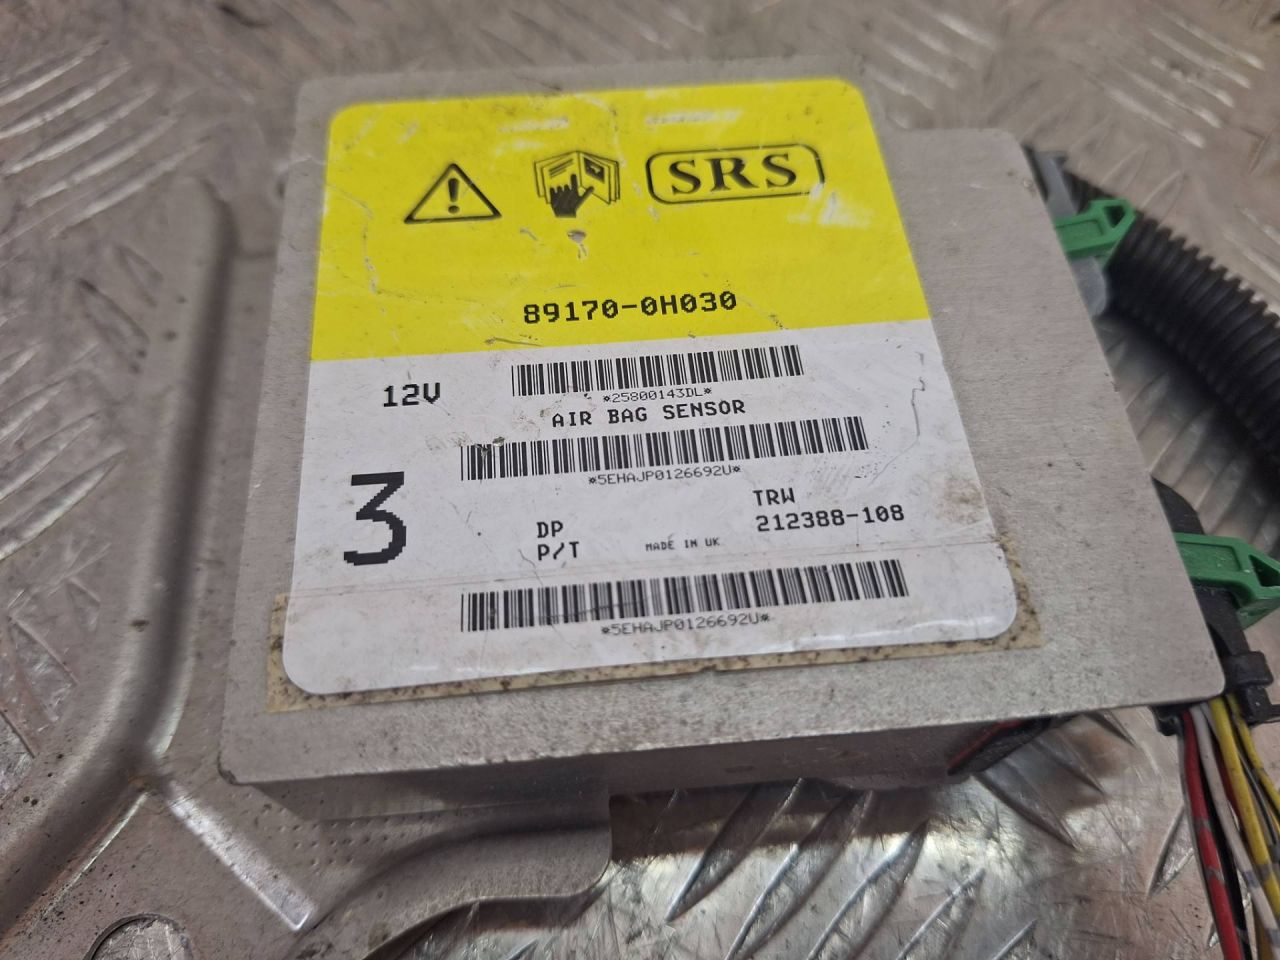 SRS
89170-0H030
12V
*25800143DL*
AIR BAG SENSOR
*5EHAJP0126692U*
3
TRW
DP
212388-108
P/T
MADE IN UK
*5EHAJP0126692U*